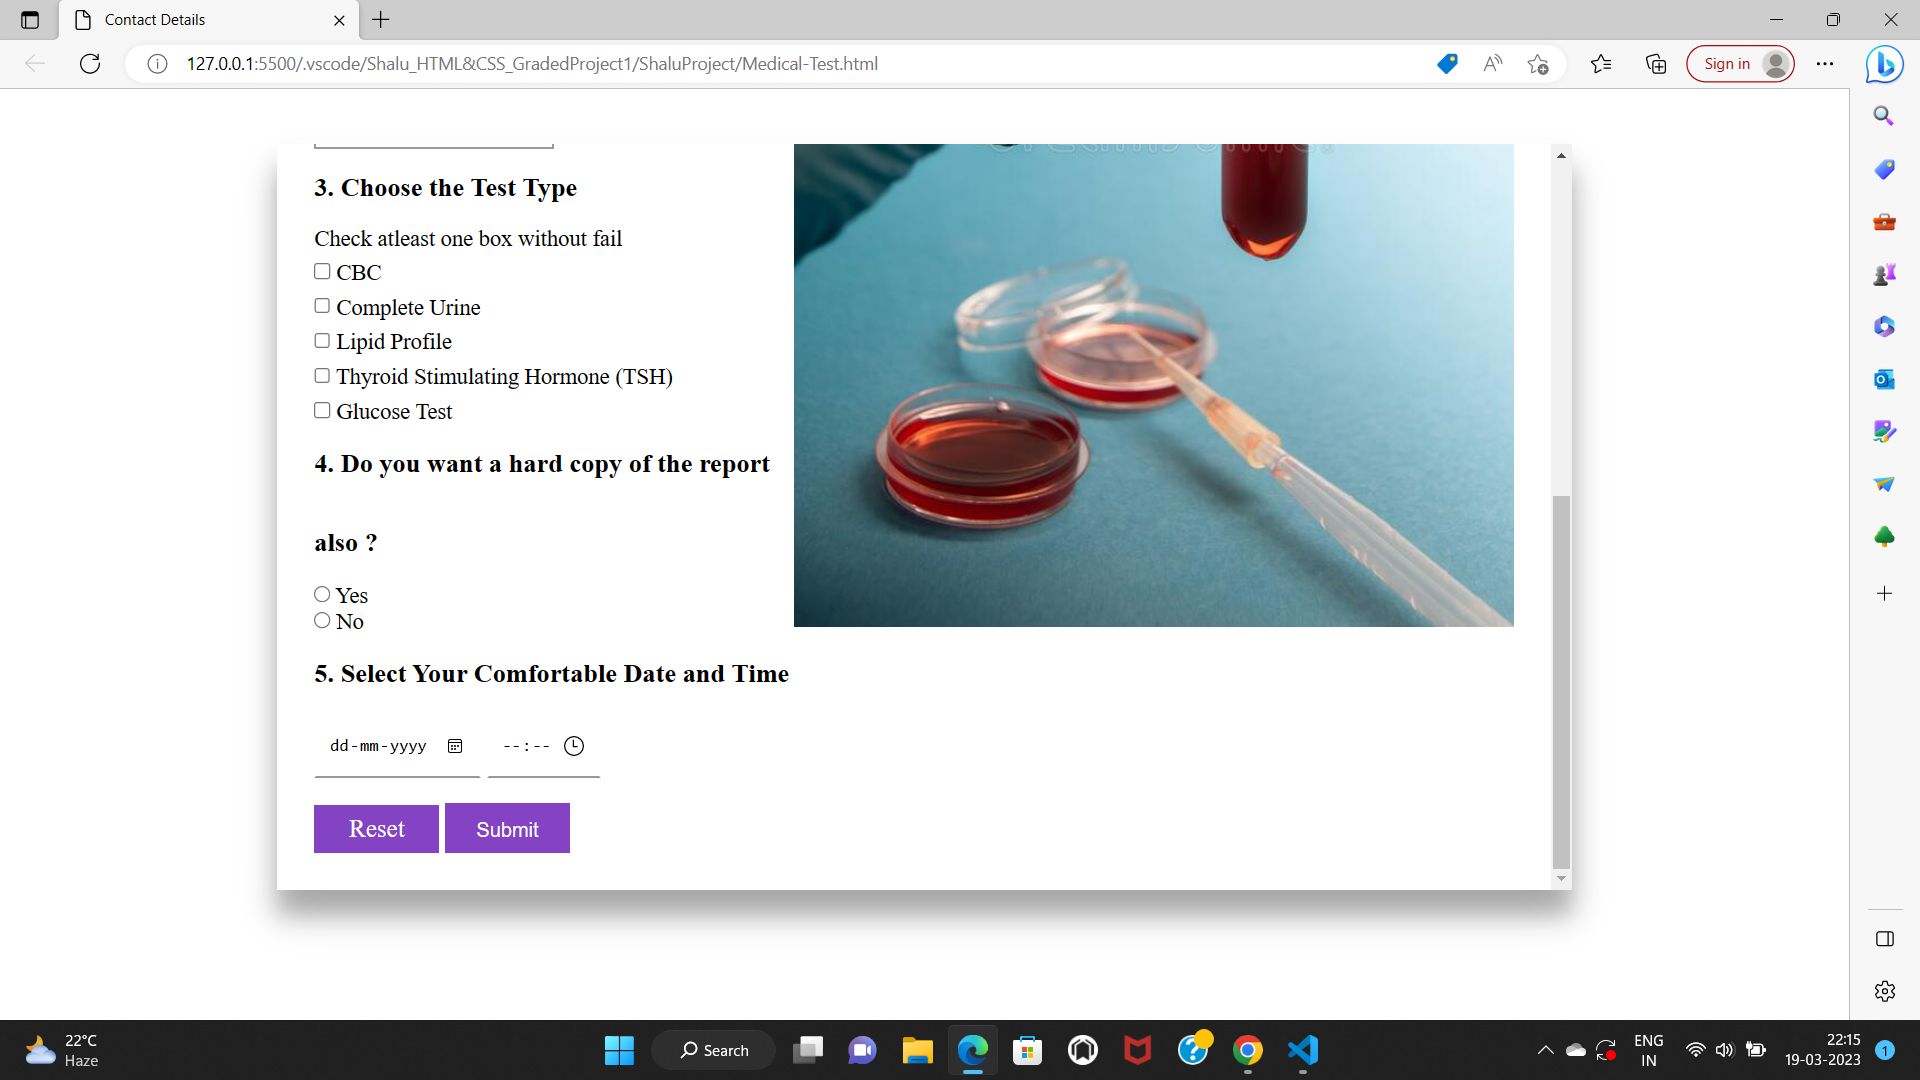 Contact Details
127.0.0.1:5500/.vscode/Shalu_HTML&CSS_GradedProject1/ShaluProject/Medical-Test.html
Sign in
3. Choose the Test Type
Check atleast one box without fail
CBC
Complete Urine
Lipid Profile
Thyroid Stimulating Hormone (TSH)
Glucose Test
4. Do you want a hard copy of the report
also ?
Yes
No
5. Select Your Comfortable Date and Time
dd-mm-yyyy --:--
Reset Submit
22°C
Haze
Search
ENG
IN
22:15
19-03-2023
1